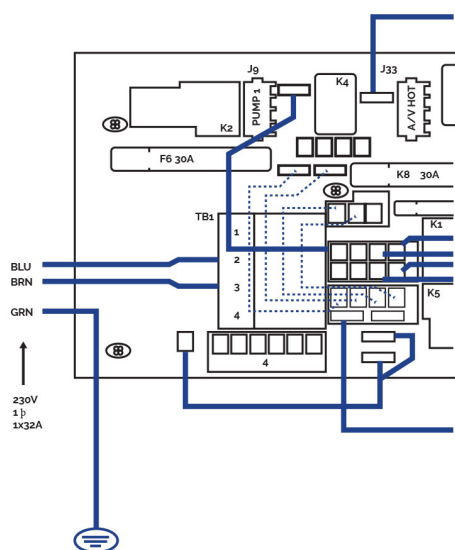 J9
J33
PUMP 1
K4
A/V HOT
K2
F6 30A
K8 30A
TB1
K1
1
2
3
4
K5
4
BLU
BRN
GRN
230V
1 þ
1x32A